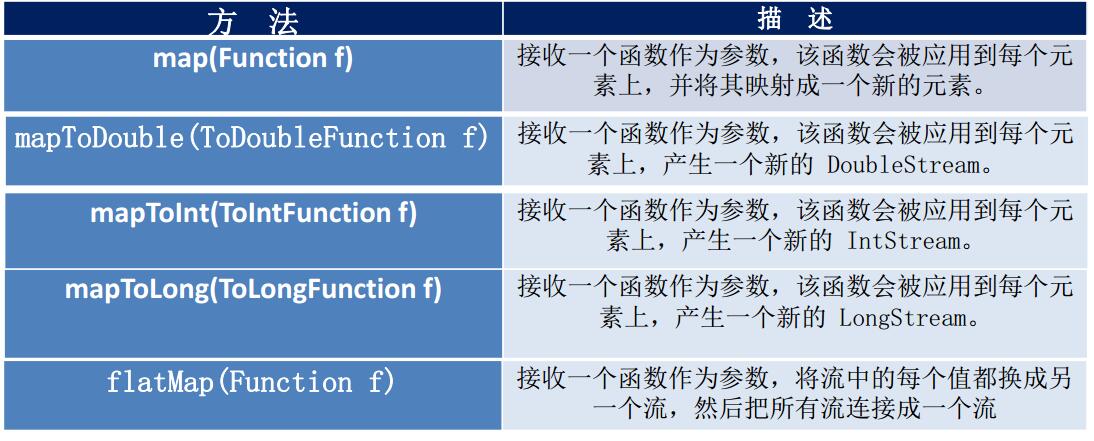 方 法
描 述
map(Function f)
接收一个函数作为参数，该函数会被应用到每个元
素上，并将其映射成一个新的元素。
mapToDouble(ToDoubleFunction f)
接收一个函数作为参数，该函数会被应用到每个元
素上，产生一个新的 DoubleStream。
mapToInt(ToIntFunction f)
接收一个函数作为参数，该函数会被应用到每个元
素上，产生一个新的 IntStream。
mapToLong(ToLongFunction f)
接收一个函数作为参数，该函数会被应用到每个元
素上，产生一个新的 LongStream。
flatMap(Function f)
接收一个函数作为参数，将流中的每个值都换成另
一个流，然后把所有流连接成一个流